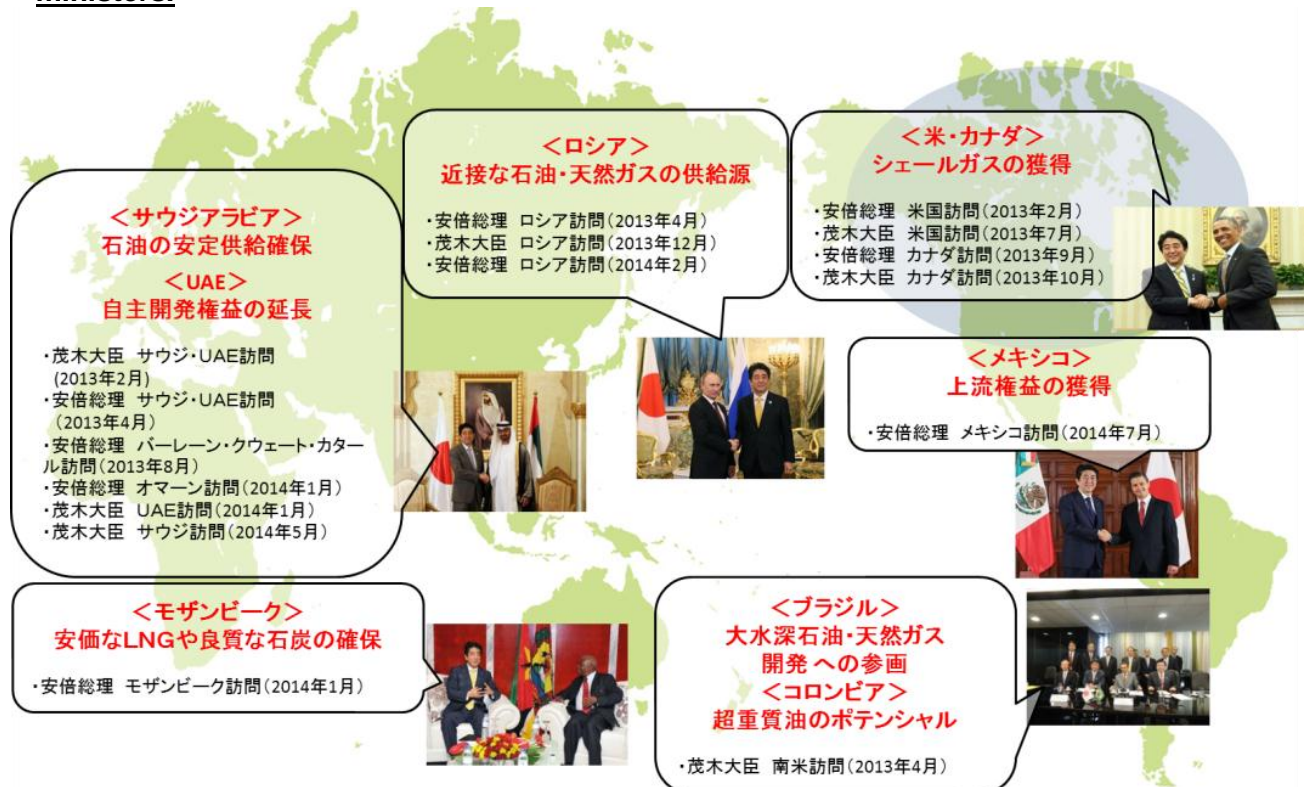 ＜サウジアラビア＞
石油の安定供給確保
＜UAE＞
自主開発権益の延長
・茂木大臣 サウジ・UAE訪問
(2013年2月)
・安倍総理 サウジ・UAE訪問
（2013年4月）
・安倍総理 バーレーン・クウェート・カター
ル訪問（2013年8月）
・安倍総理 オマーン訪問（2014年1月）
・茂木大臣 UAE訪問（2014年1月）
・茂木大臣 サウジ訪問（2014年5月）
＜ロシア＞
近接な石油・天然ガスの供給源
・安倍総理 ロシア訪問（2013年4月）
・茂木大臣 ロシア訪問（2013年12月）
・安倍総理 ロシア訪問（2014年2月）
＜米・カナダ＞
シェールガスの獲得
・安倍総理 米国訪問（2013年2月）
・茂木大臣 米国訪問（2013年7月）
・安倍総理 カナダ訪問（2013年9月）
・茂木大臣 カナダ訪問（2013年10月）
＜メキシコ＞
上流権益の獲得
・安倍総理 メキシコ訪問（2014年7月）
＜モザンビーク＞
安価なLNGや良質な石炭の確保
・安倍総理 モザンビーク訪問（2014年1月）
＜ブラジル＞
大水深石油・天然ガス
開発 への参画
＜コロンビア＞
超重質油のポテンシャル
・茂木大臣 南米訪問（2013年4月）